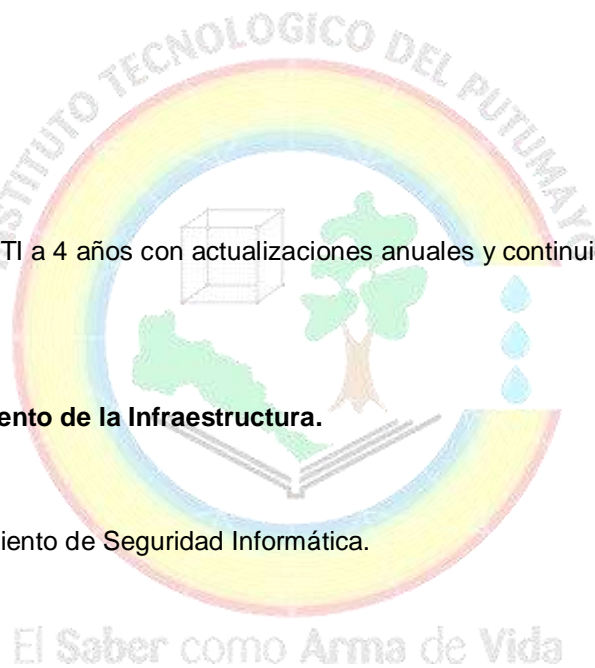 INSTITUTO TECNOLOGICO DEL PUTUMAYO
TI a 4 años con actualizaciones anuales y
ento de la Infraestructura.
iento de Seguridad Informática.
El Saber como Arma de Vida